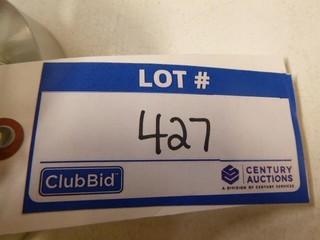 LOT #
427
ClubBid
CENTURY
AUCTIONS
A DIVISION OF CENTURY SERVICES